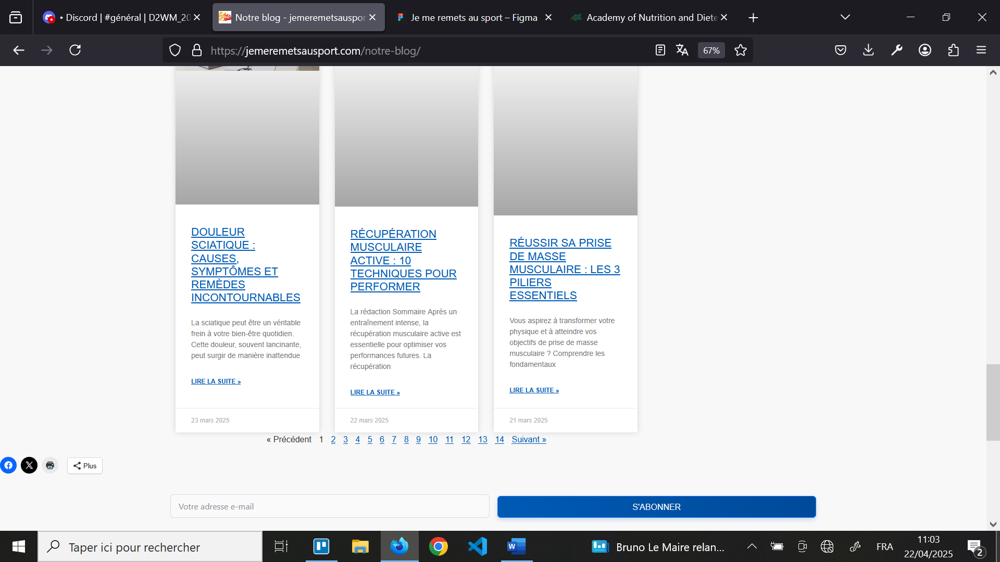 • Discord | #général | D2WM_20
Notre blog - jemeremetsauspor
Je me remets au sport – Figma
Academy of Nutrition and Diete
https://jemeremetsausport.com/notre-blog/
67%
DOULEUR
SCIATIQUE :
CAUSES,
SYMPTÔMES ET
REMÈDES
INCONTOURNABLES
La sciatique peut être un véritable
frein à votre bien-être quotidien.
Cette douleur, souvent lancinante,
peut surgir de manière inattendue
LIRE LA SUITE »
23 mars 2025
RÉCUPÉRATION
MUSCULAIRE
ACTIVE : 10
TECHNIQUES POUR
PERFORMER
La rédaction Sommaire Après un
entraînement intense, la
récupération musculaire active est
essentielle pour optimiser vos
performances futures. La
récupération
LIRE LA SUITE »
22 mars 2025
RÉUSSIR SA PRISE
DE MASSE
MUSCULAIRE : LES 3
PILIERS
ESSENTIELS
Vous aspirez à transformer votre
physique et à atteindre vos
objectifs de prise de masse
musculaire ? Comprendre les
fondamentaux
LIRE LA SUITE »
21 mars 2025
« Précédent 1 2 3 4 5 6 7 8 9 10 11 12 13 14 Suivant »
Plus
Votre adresse e-mail
S'ABONNER
Taper ici pour rechercher
Bruno Le Maire relan...
FRA
11:03
22/04/2025
2